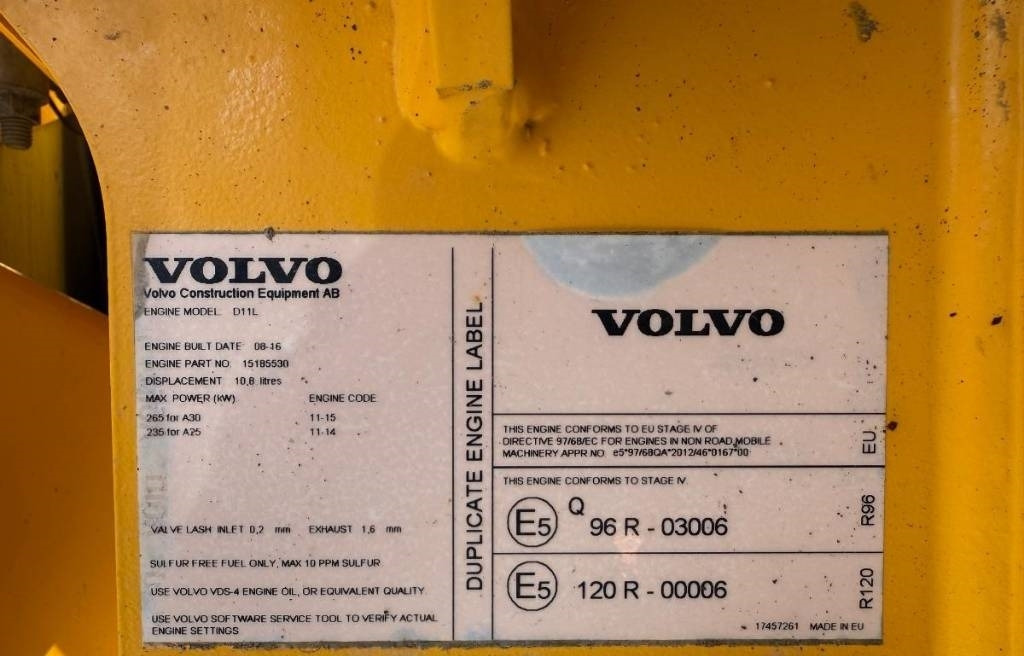 VOLVO
Volvo Construction Equipment AB
ENGINE MODEL D11L
ENGINE BUILT DATE 08-16
ENGINE PART NO 15185530
DISPLACEMENT 10,8 litres
MAX POWER (kW) ENGINE CODE
265 for A30 11-15
235 for A25 11-14
VALVE LASH INLET 0,2 mm EXHAUST 1,6 mm
SULFUR FREE FUEL ONLY, MAX 10 PPM SULFUR
USE VOLVO VDS-4 ENGINE OIL, OR EQUIVALENT QUALITY
USE VOLVO SOFTWARE SERVICE TOOL TO VERIFY ACTUAL
ENGINE SETTINGS
DUPLICATE ENGINE LABEL
VOLVO
THIS ENGINE CONFORMS TO EU STAGE IV OF
DIRECTIVE 97/68/EC FOR ENGINES IN NON ROAD MOBILE
MACHINERY APPR.NO e5*97/68QA*2012/46*0167*00
EU
THIS ENGINE CONFORMS TO STAGE IV.
E5 Q 96 R - 03006
R96
E5 120 R - 00006
R120
17457261 MADE IN EU